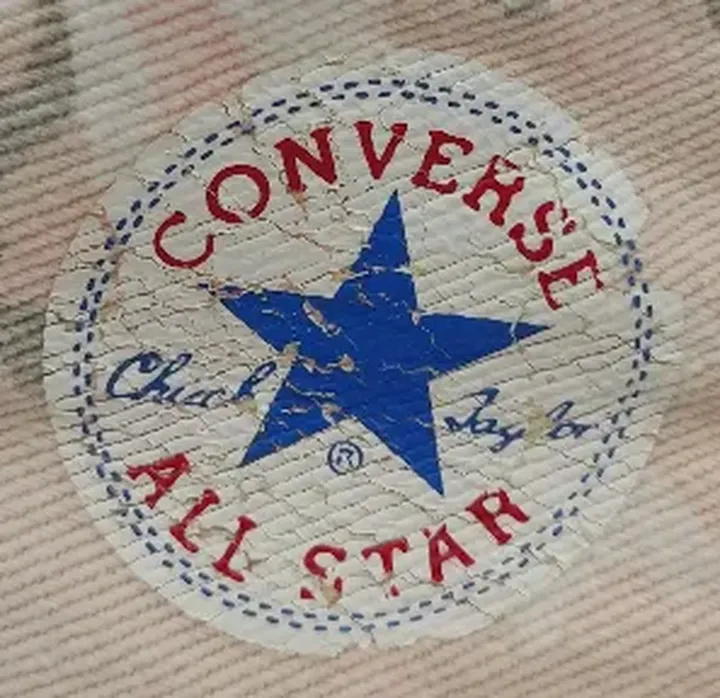 CONVERSE
Chuck Taylor
®
ALL STAR